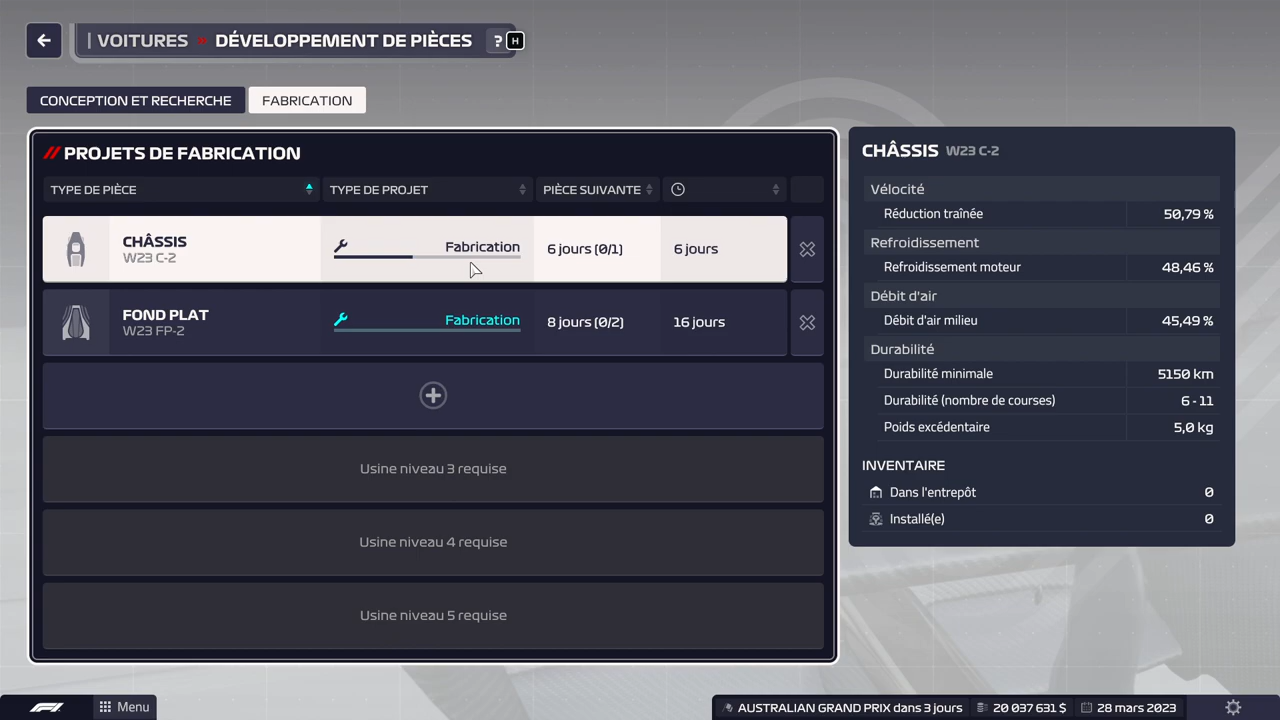 VOITURES » DÉVELOPPEMENT DE PIÈCES ? H
CONCEPTION ET RECHERCHE
FABRICATION
// PROJETS DE FABRICATION
TYPE DE PIÈCE
TYPE DE PROJET
PIÈCE SUIVANTE
CHÂSSIS
W23 C-2
Fabrication
6 jours (0/1)
6 jours
FOND PLAT
W23 FP-2
Fabrication
8 jours (0/2)
16 jours
Usine niveau 3 requise
Usine niveau 4 requise
Usine niveau 5 requise
CHÂSSIS W23 C-2
Vélocité
Réduction traînée 50,79 %
Refroidissement
Refroidissement moteur 48,46 %
Débit d'air
Débit d'air milieu 45,49 %
Durabilité
Durabilité minimale 5150 km
Durabilité (nombre de courses) 6 - 11
Poids excédentaire 5,0 kg
INVENTAIRE
Dans l'entrepôt 0
Installé(e) 0
Menu
AUSTRALIAN GRAND PRIX dans 3 jours
20 037 631 $
28 mars 2023